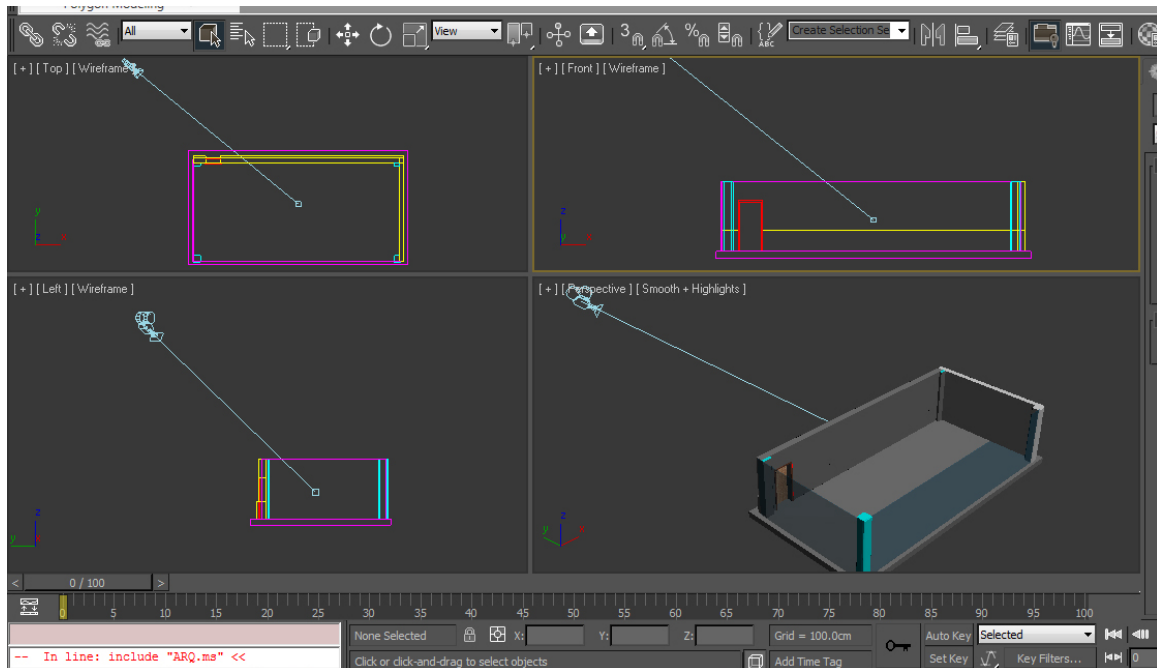 Polygon Modeling
All
View
3
ABC
Create Selection Se
[ + ] [ Top ] [ Wireframe
[ + ] [ Front ] [ Wireframe ]
y
z
x
z
y
x
[ + ] [ Left ] [ Wireframe ]
[ + ] [ Perspective ] [ Smooth + Highlights ]
z
y
z
y
x
< 0 / 100 >
0 5 10 15 20 25 30 35 40 45 50 55 60 65 70 75 80 85 90 95 100
None Selected X: Y: Z: Grid = 100.0cm Auto Key Selected
-- In line: include "ARQ.ms" << Click or click-and-drag to select objects Add Time Tag Set Key Key Filters... 0